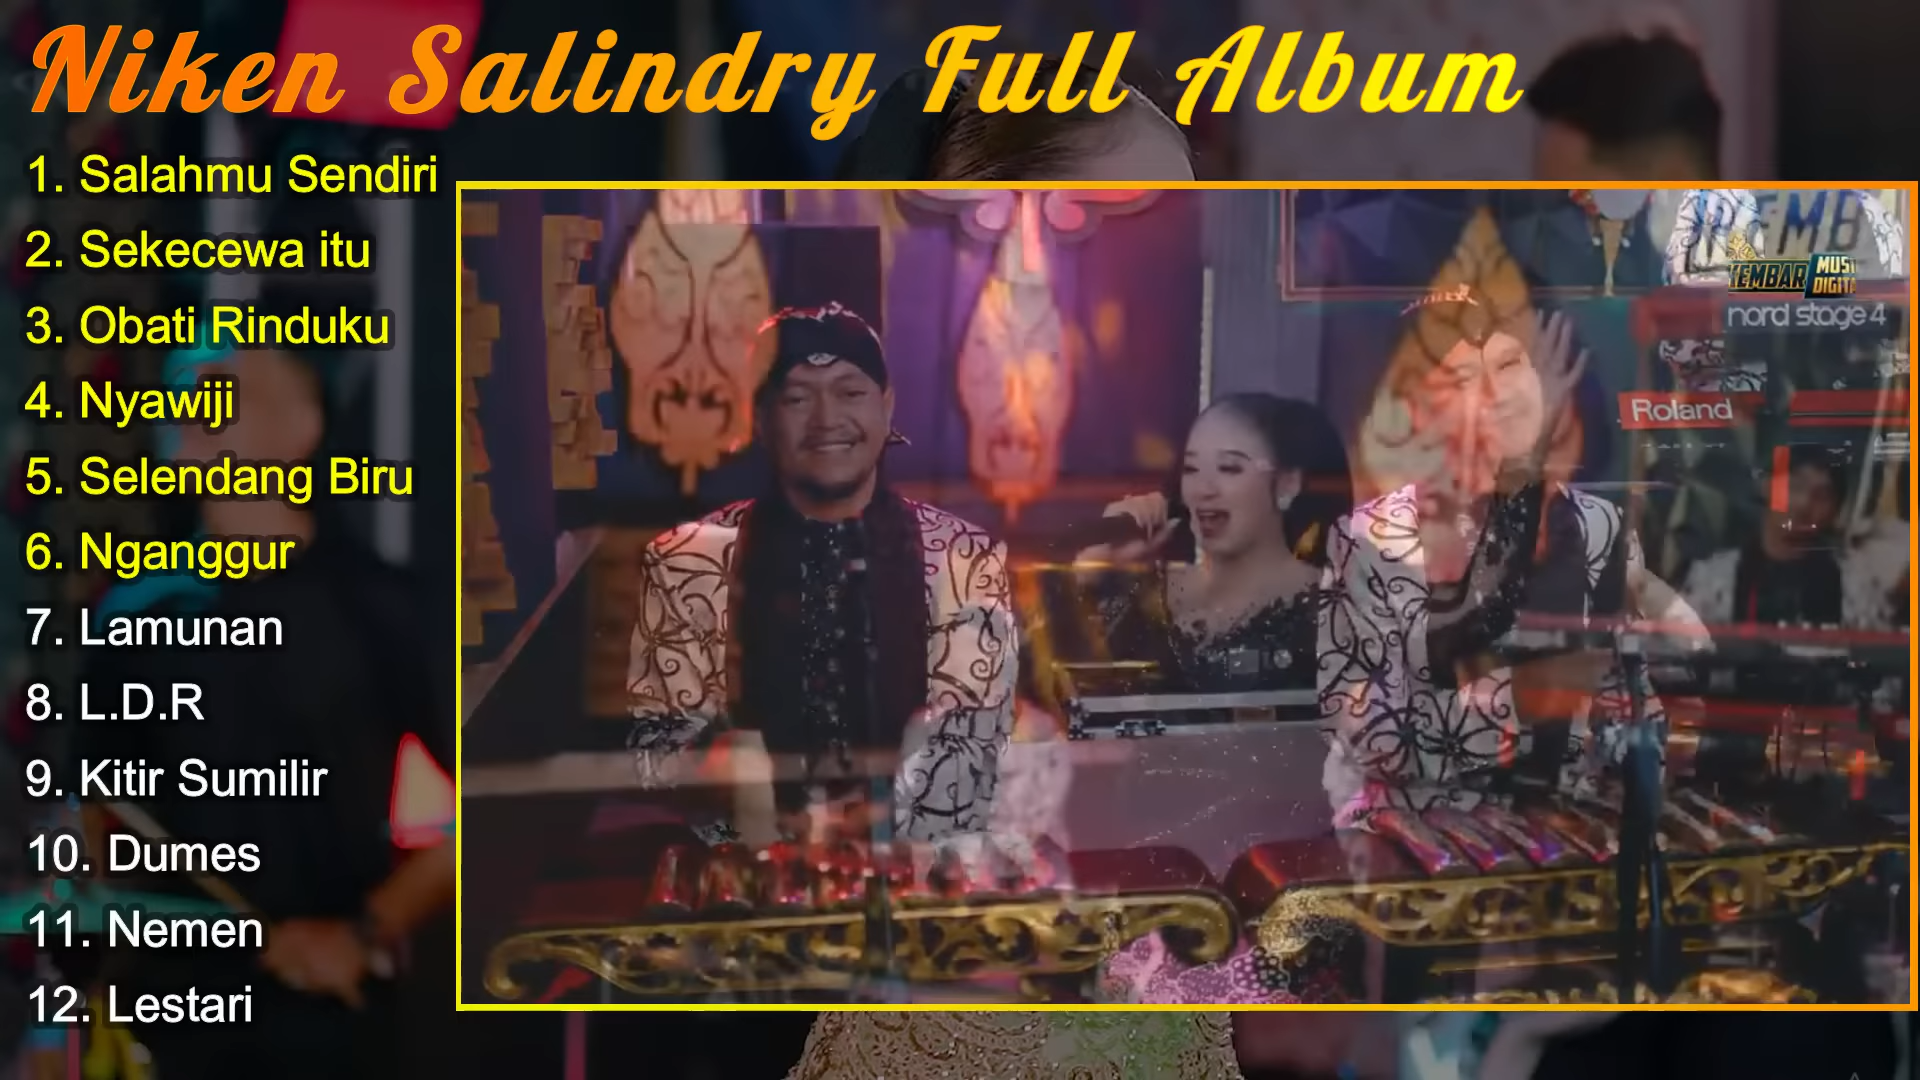 Niken Salindry Full Album
1. Salahmu Sendiri
2. Sekecewa itu
3. Obati Rinduku
4. Nyawiji
5. Selendang Biru
6. Nganggur
7. Lamunan
8. L.D.R
9. Kitir Sumilir
10. Dumes
11. Nemen
12. Lestari
KEMBAR
nord stage 4
Roland